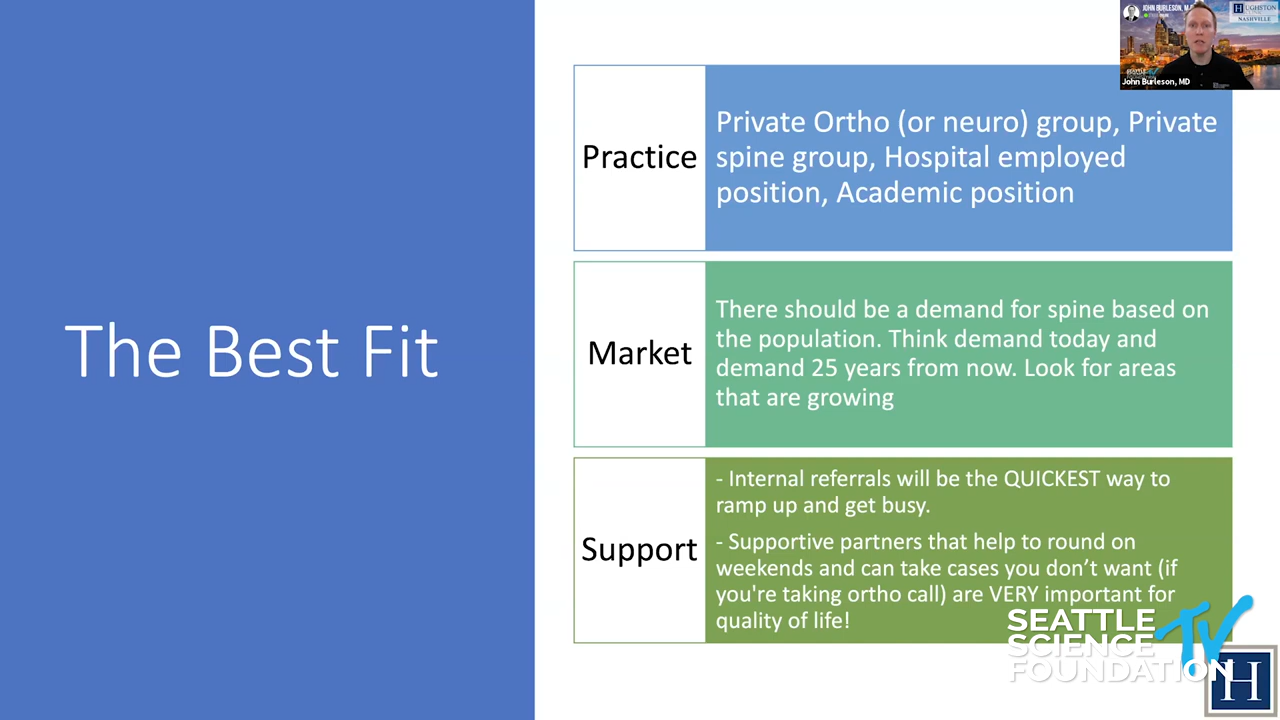 The Best Fit
Practice
Private Ortho (or neuro) group, Private
spine group, Hospital employed
position, Academic position
Market
There should be a demand for spine based on
the population. Think demand today and
demand 25 years from now. Look for areas
that are growing
Support
- Internal referrals will be the QUICKEST way to
ramp up and get busy.
- Supportive partners that help to round on
weekends and can take cases you don’t want (if
you're taking ortho call) are VERY important for
quality of life!
JOHN BURLESON, M.D.
HUGHSTON
NASHVILLE
John Burleson, MD
SEATTLE
SCIENCE
FOUNDATION
TV
H